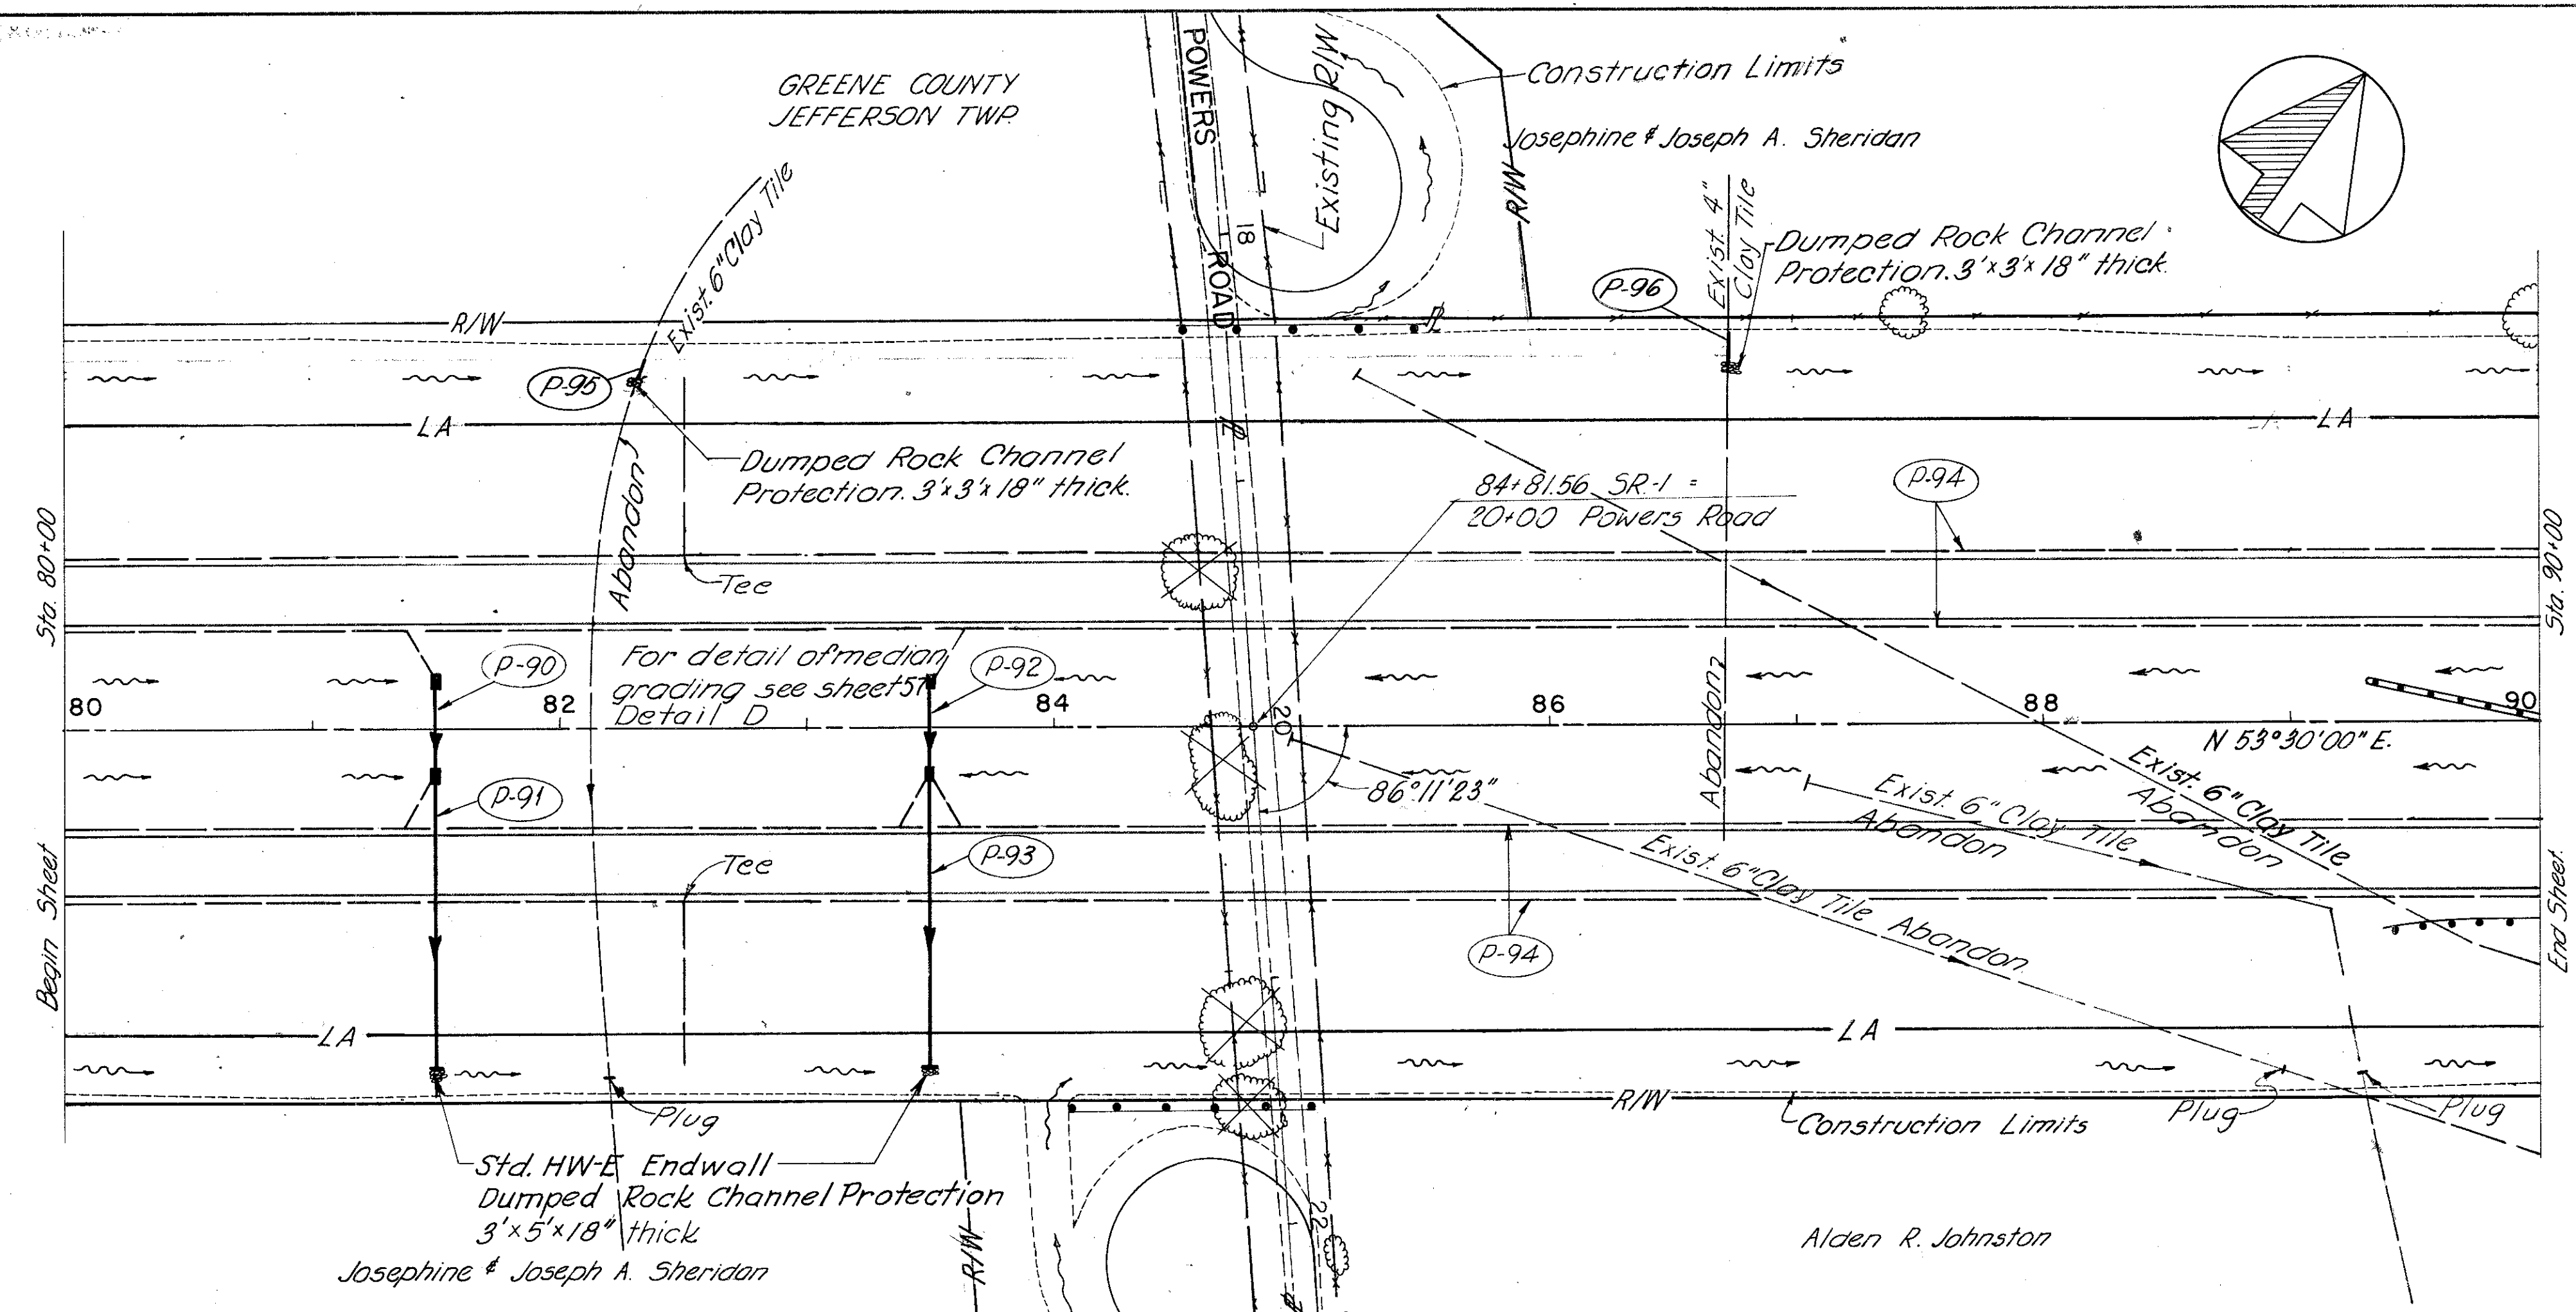 GREENE COUNTY
JEFFERSON TWP.
POWERS
ROAD
18
Existing R/W
Construction Limits
Josephine & Joseph A. Sheridan
R/W
Exist. 6" Clay Tile
Exist. 4"
Clay Tile
Dumped Rock Channel
Protection. 3'x3'x18" thick.
P-96
R/W
P-95
LA
LA
Abandon
Dumped Rock Channel
Protection. 3'x3'x18" thick.
84+81.56 SR-1 =
20+00 Powers Road
P-94
Sta. 80+00
Sta. 90+00
Tee
P-90
For detail of median
grading see sheet 57
Detail D
P-92
Abandon
80
82
84
20
86
88
90
N 53°30'00" E.
P-91
86°11'23"
Exist. 6" Clay Tile
Abandon
Exist. 6" Clay Tile
Abandon
Exist. 6" Clay Tile Abandon
Begin Sheet
End Sheet
Tee
P-93
P-94
LA
LA
R/W
Plug
Construction Limits
Plug
Plug
Std. HW-E Endwall
Dumped Rock Channel Protection
3'x5'x18" thick
R/W
22
Josephine & Joseph A. Sheridan
Alden R. Johnston